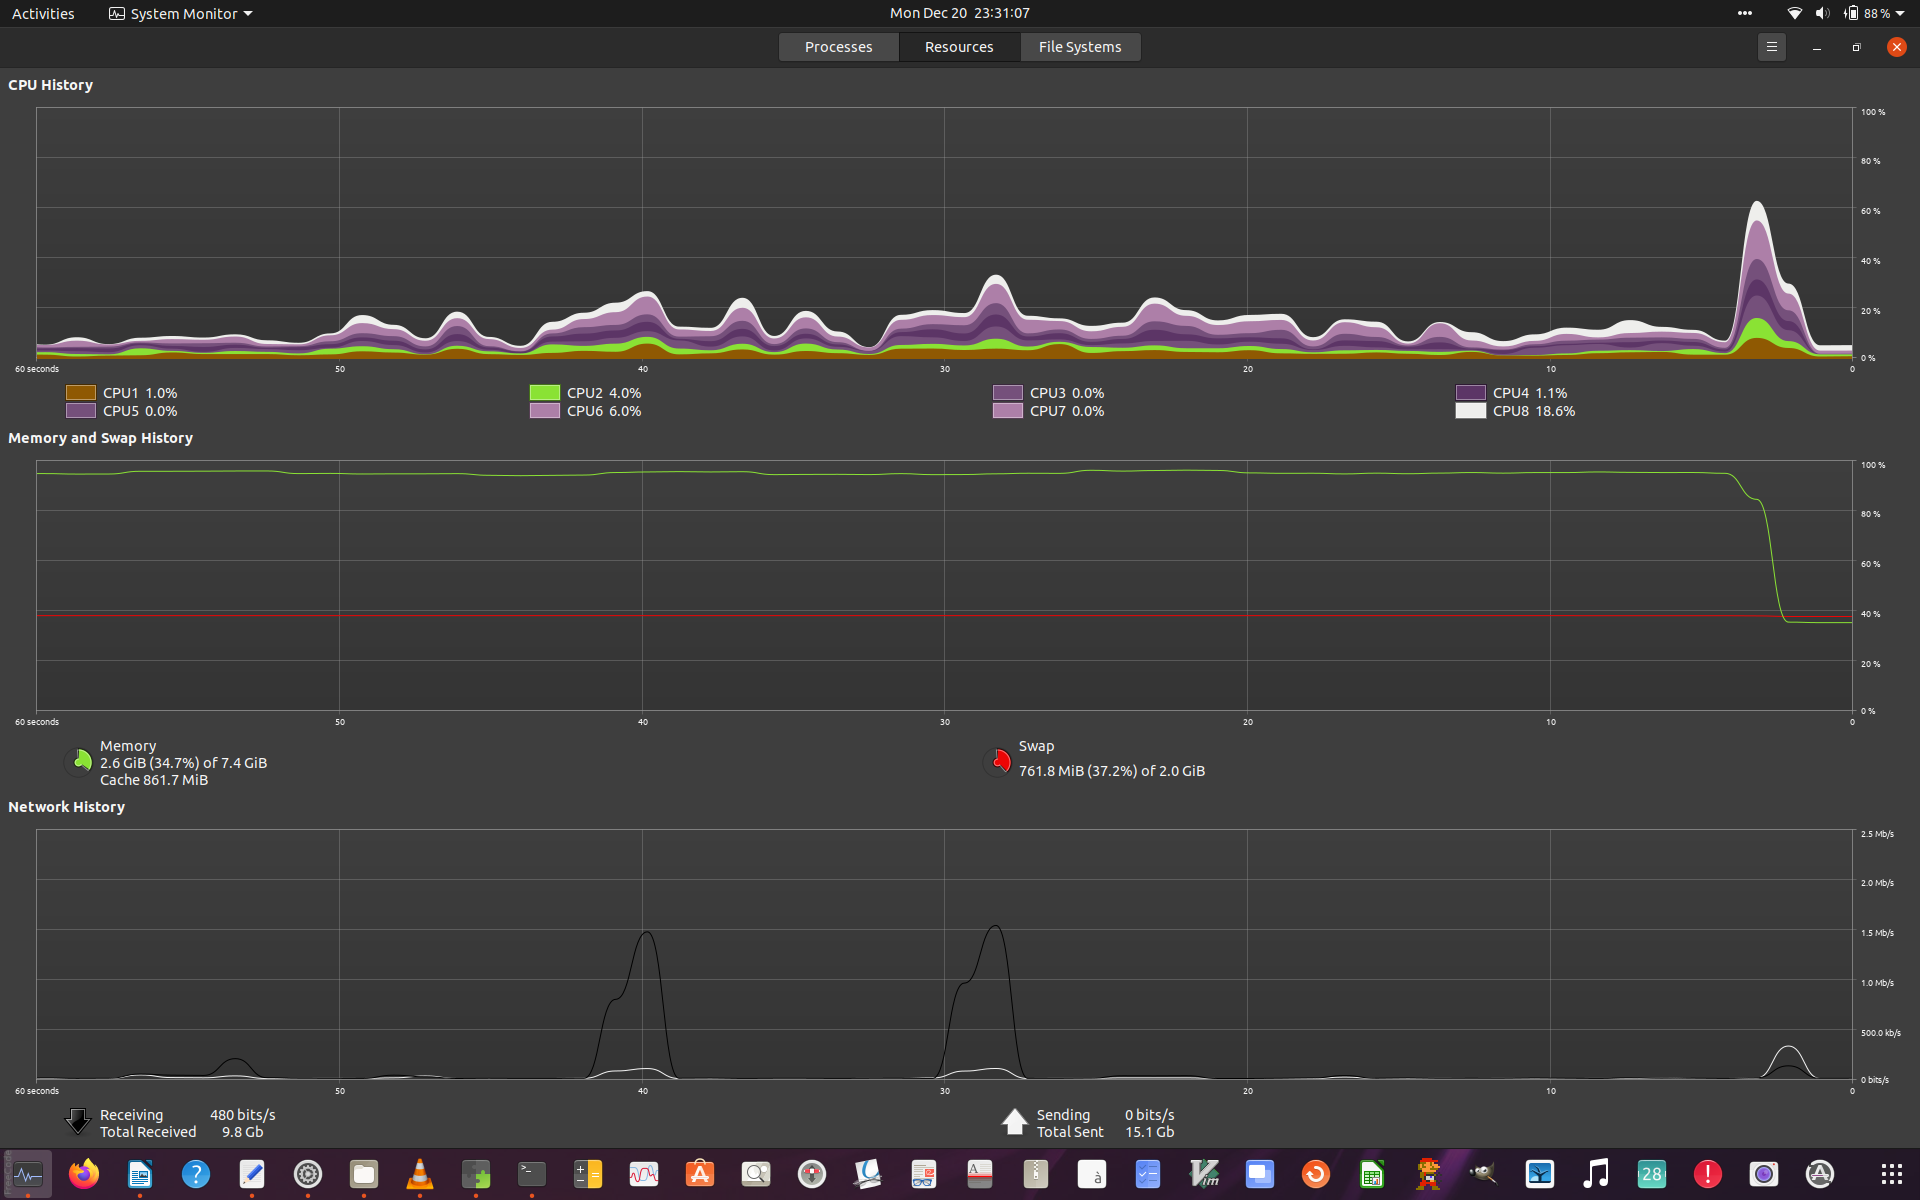 Activities System Monitor Mon Dec 20 23:31:07 88 %
Processes Resources File Systems
CPU History
100 %
80 %
60 %
40 %
20 %
0 %
60 seconds 50 40 30 20 10 0
CPU1 1.0% CPU2 4.0% CPU3 0.0% CPU4 1.1%
CPU5 0.0% CPU6 6.0% CPU7 0.0% CPU8 18.6%
Memory and Swap History
100 %
80 %
60 %
40 %
20 %
0 %
60 seconds 50 40 30 20 10 0
Memory
2.6 GiB (34.7%) of 7.4 GiB
Cache 861.7 MiB
Swap
761.8 MiB (37.2%) of 2.0 GiB
Network History
2.5 Mb/s
2.0 Mb/s
1.5 Mb/s
1.0 Mb/s
500.0 kb/s
0 bits/s
60 seconds 50 40 30 20 10 0
Receiving 480 bits/s
Total Received 9.8 Gb
Sending 0 bits/s
Total Sent 15.1 Gb
28